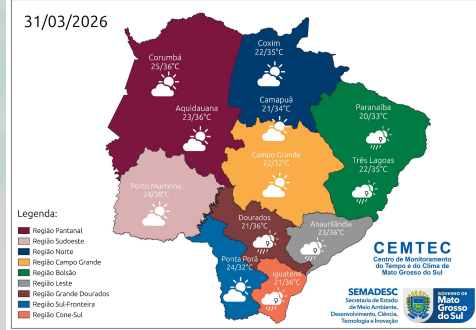 31/03/2026
Corumbá
25/36°C
Coxim
22/35°C
Aquidauana
23/36°C
Camapuã
21/34°C
Paranaíba
20/33°C
Campo Grande
22/32°C
Três Lagoas
22/35°C
Porto Murtinho
24/38°C
Dourados
21/36°C
Anaurilândia
23/36°C
Ponta Porã
24/32°C
Iguatemi
21/36°C
Legenda:
Região Pantanal
Região Sudoeste
Região Norte
Região Campo Grande
Região Bolsão
Região Leste
Região Grande Dourados
Região Sul-Fronteira
Região Cone-Sul
CEMTEC
Centro de Monitoramento
do Tempo e do Clima de
Mato Grosso do Sul
SEMADESC
Secretaria de Estado
de Meio Ambiente,
Desenvolvimento, Ciência,
Tecnologia e Inovação
GOVERNO DE
Mato
Grosso
do Sul